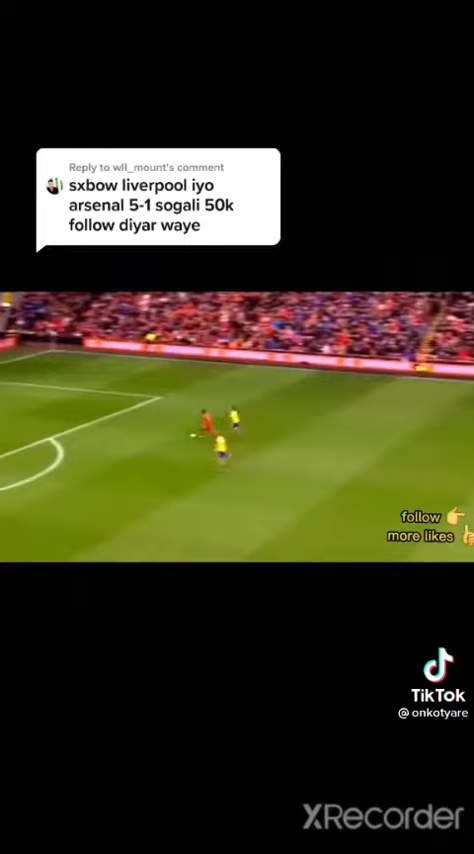 Reply to wll_mount's comment
sxbow liverpool iyo
arsenal 5-1 sogali 50k
follow diyar waye
follow
more likes
TikTok
@onkotyare
XRecorder